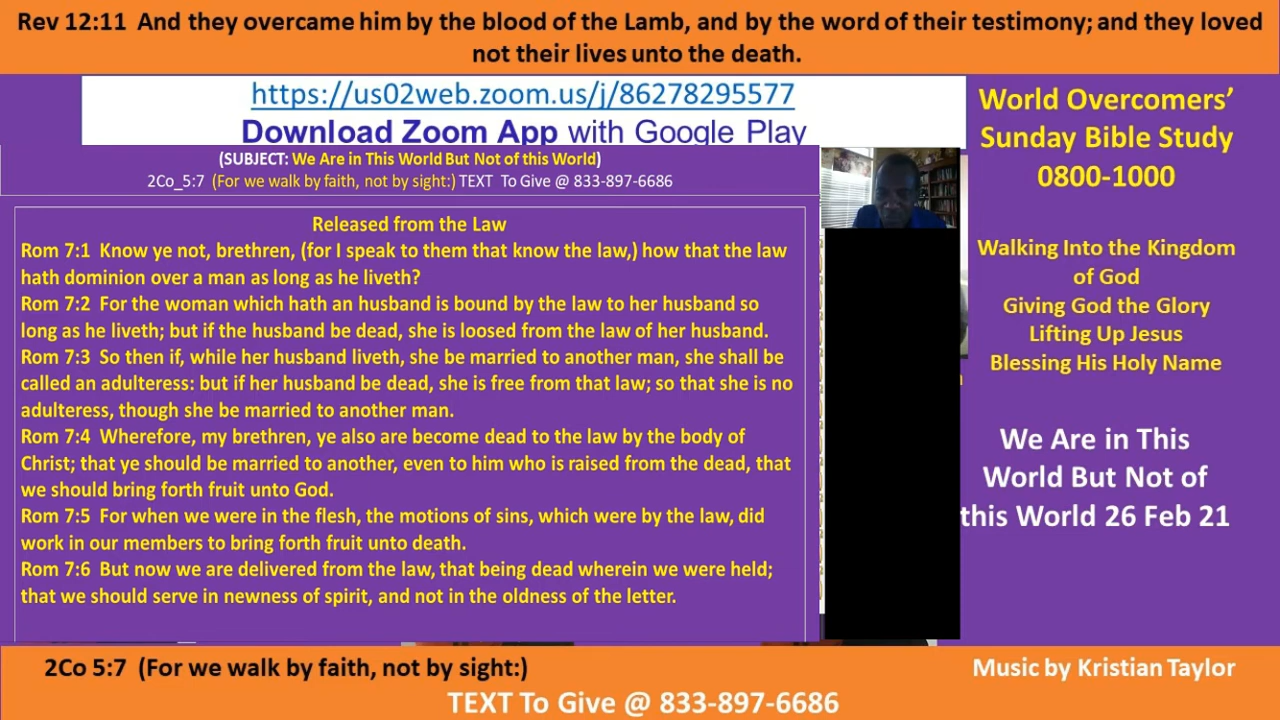 Rev 12:11  And they overcame him by the blood of the Lamb, and by the word of their testimony; and they loved
not their lives unto the death.
https://us02web.zoom.us/j/86278295577
Download Zoom App with Google Play
(SUBJECT: We Are in This World But Not of this World)
2Co_5:7  (For we walk by faith, not by sight:) TEXT  To Give @ 833-897-6686
Released from the Law
Rom 7:1  Know ye not, brethren, (for I speak to them that know the law,) how that the law
hath dominion over a man as long as he liveth?
Rom 7:2  For the woman which hath an husband is bound by the law to her husband so
long as he liveth; but if the husband be dead, she is loosed from the law of her husband.
Rom 7:3  So then if, while her husband liveth, she be married to another man, she shall be
called an adulteress: but if her husband be dead, she is free from that law; so that she is no
adulteress, though she be married to another man.
Rom 7:4  Wherefore, my brethren, ye also are become dead to the law by the body of
Christ; that ye should be married to another, even to him who is raised from the dead, that
we should bring forth fruit unto God.
Rom 7:5  For when we were in the flesh, the motions of sins, which were by the law, did
work in our members to bring forth fruit unto death.
Rom 7:6  But now we are delivered from the law, that being dead wherein we were held;
that we should serve in newness of spirit, and not in the oldness of the letter.
World Overcomers’
Sunday Bible Study
0800-1000
Walking Into the Kingdom
of God
Giving God the Glory
Lifting Up Jesus
Blessing His Holy Name
We Are in This
World But Not of
this World 26 Feb 21
2Co 5:7  (For we walk by faith, not by sight:)
Music by Kristian Taylor
TEXT To Give @ 833-897-6686